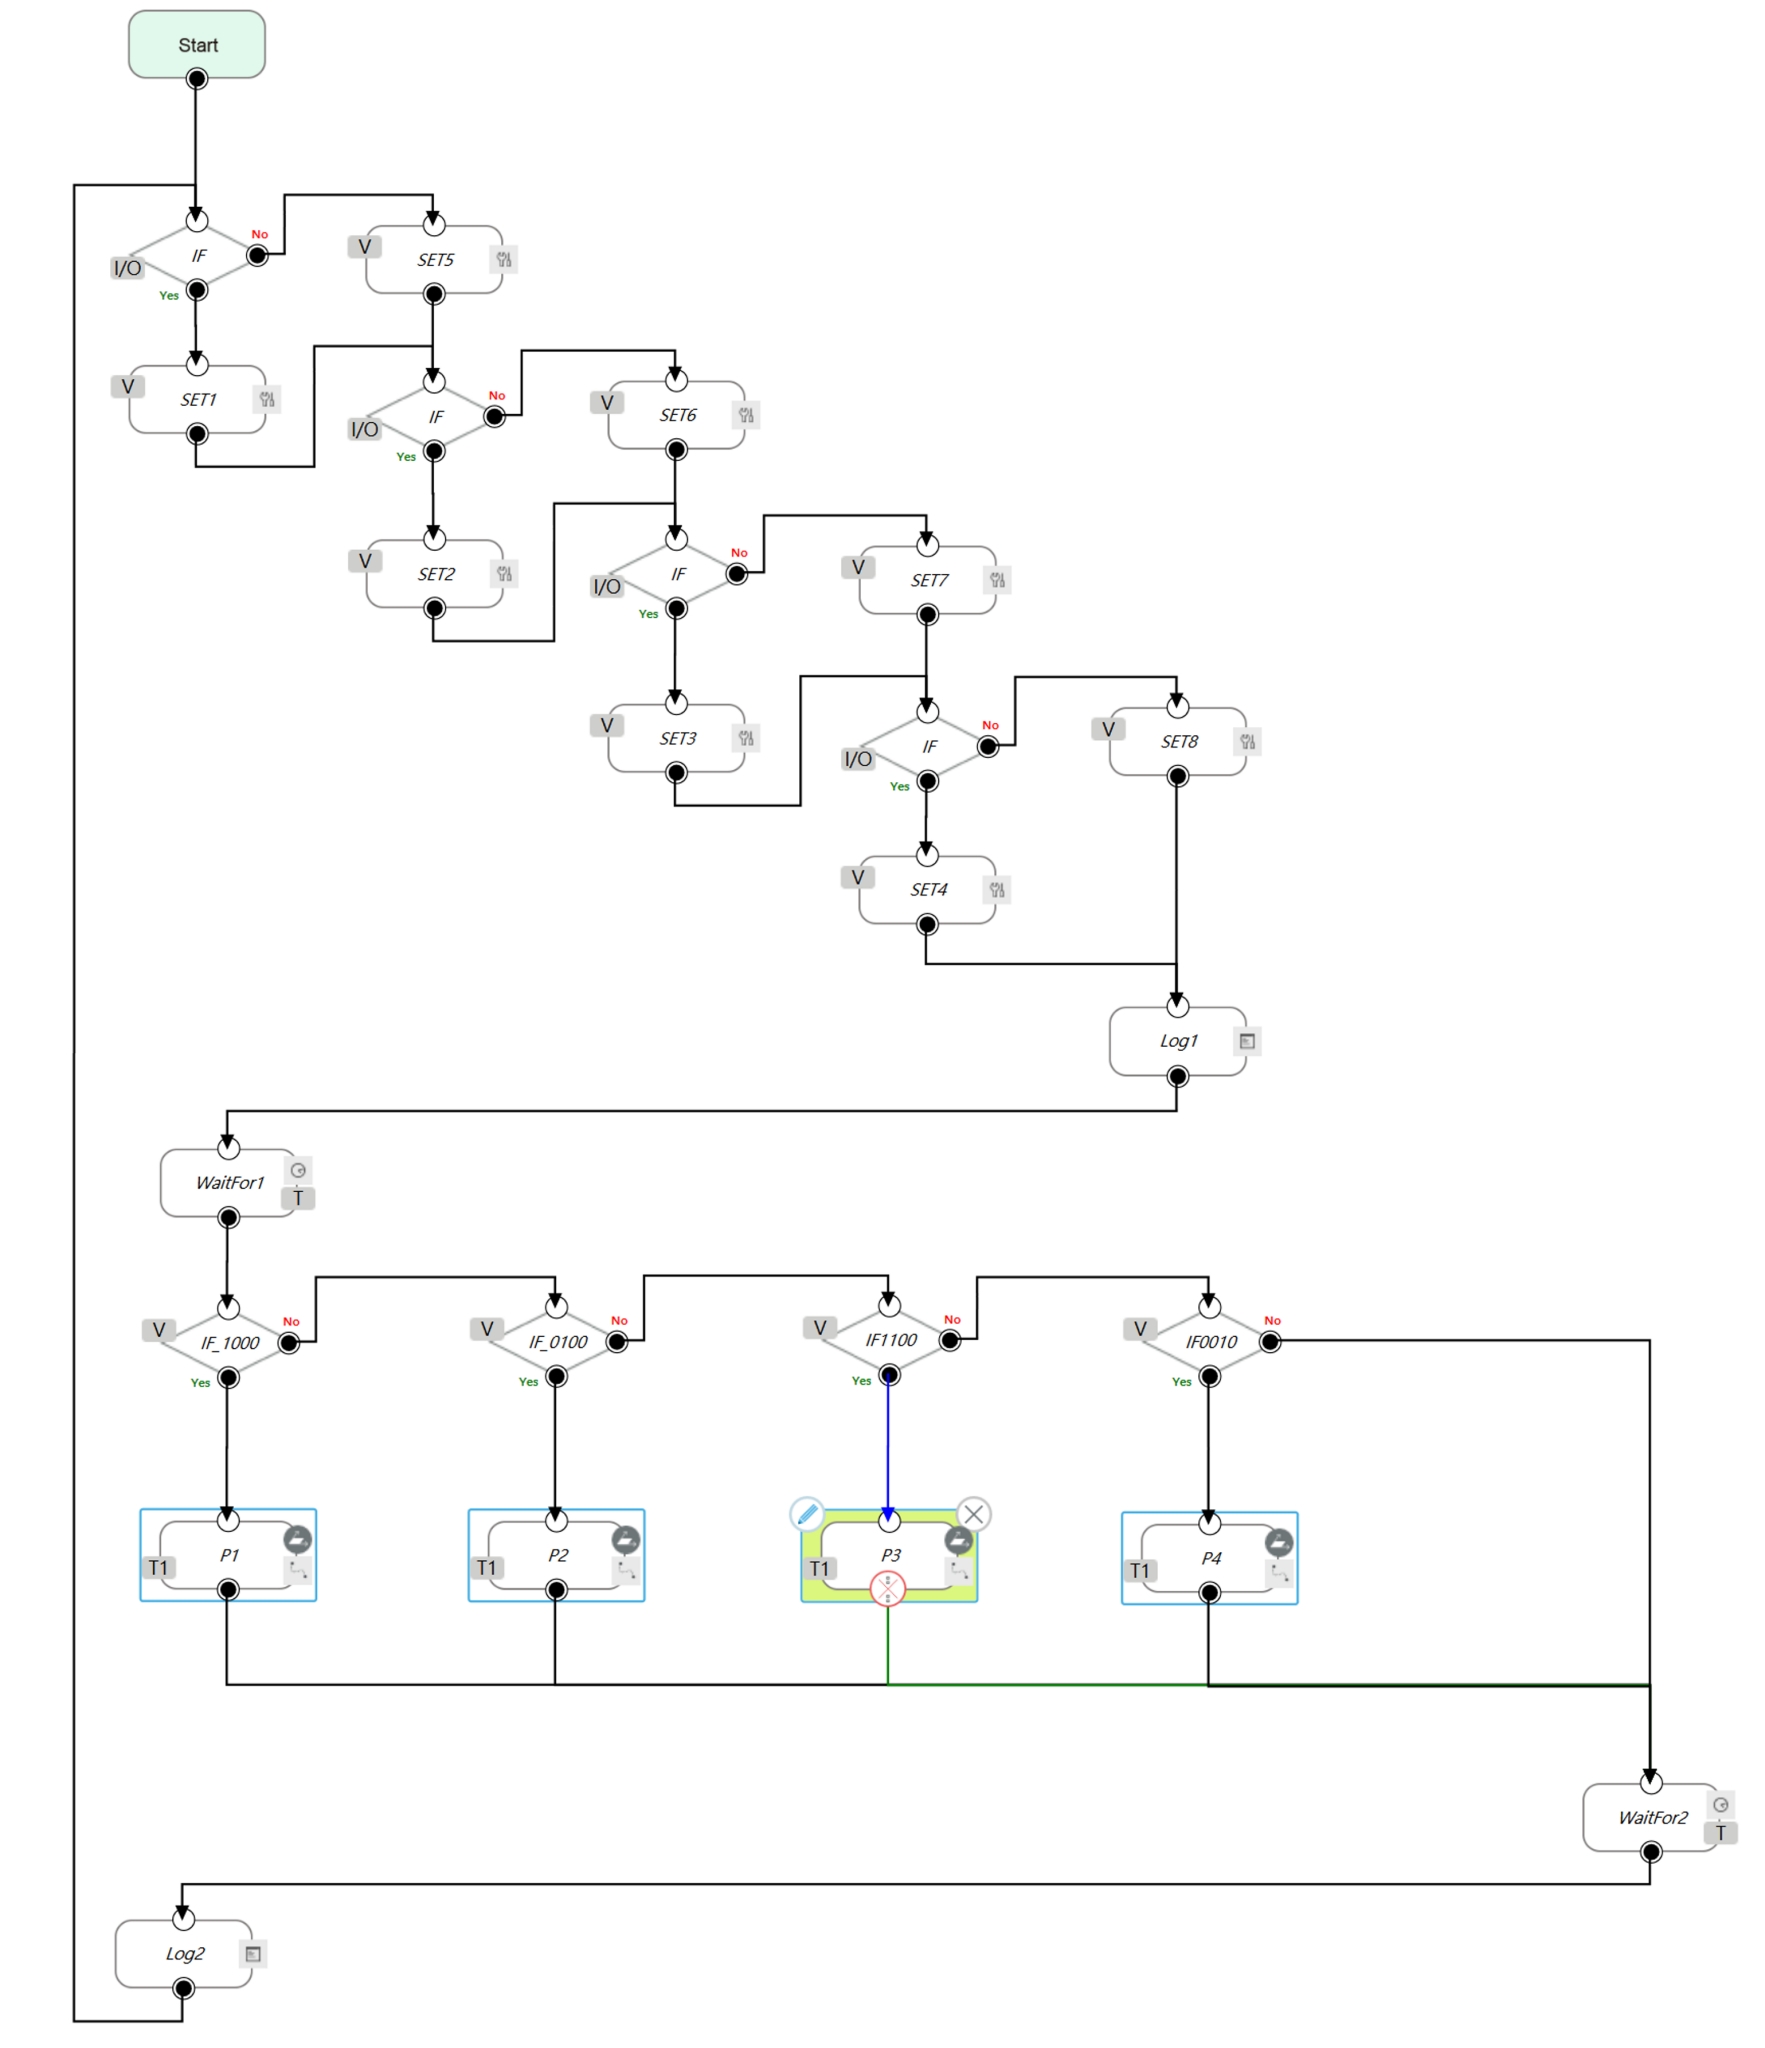 Start
No
IF
I/O
Yes
V
SET5
V
SET1
No
IF
I/O
Yes
V
SET6
V
SET2
No
IF
I/O
Yes
V
SET7
V
SET3
No
IF
I/O
Yes
V
SET8
V
SET4
Log1
WaitFor1
T
V
IF_1000
No
Yes
V
IF_0100
No
Yes
V
IF1100
No
Yes
V
IF0010
No
Yes
P1
T1
P2
T1
P3
T1
P4
T1
WaitFor2
T
Log2